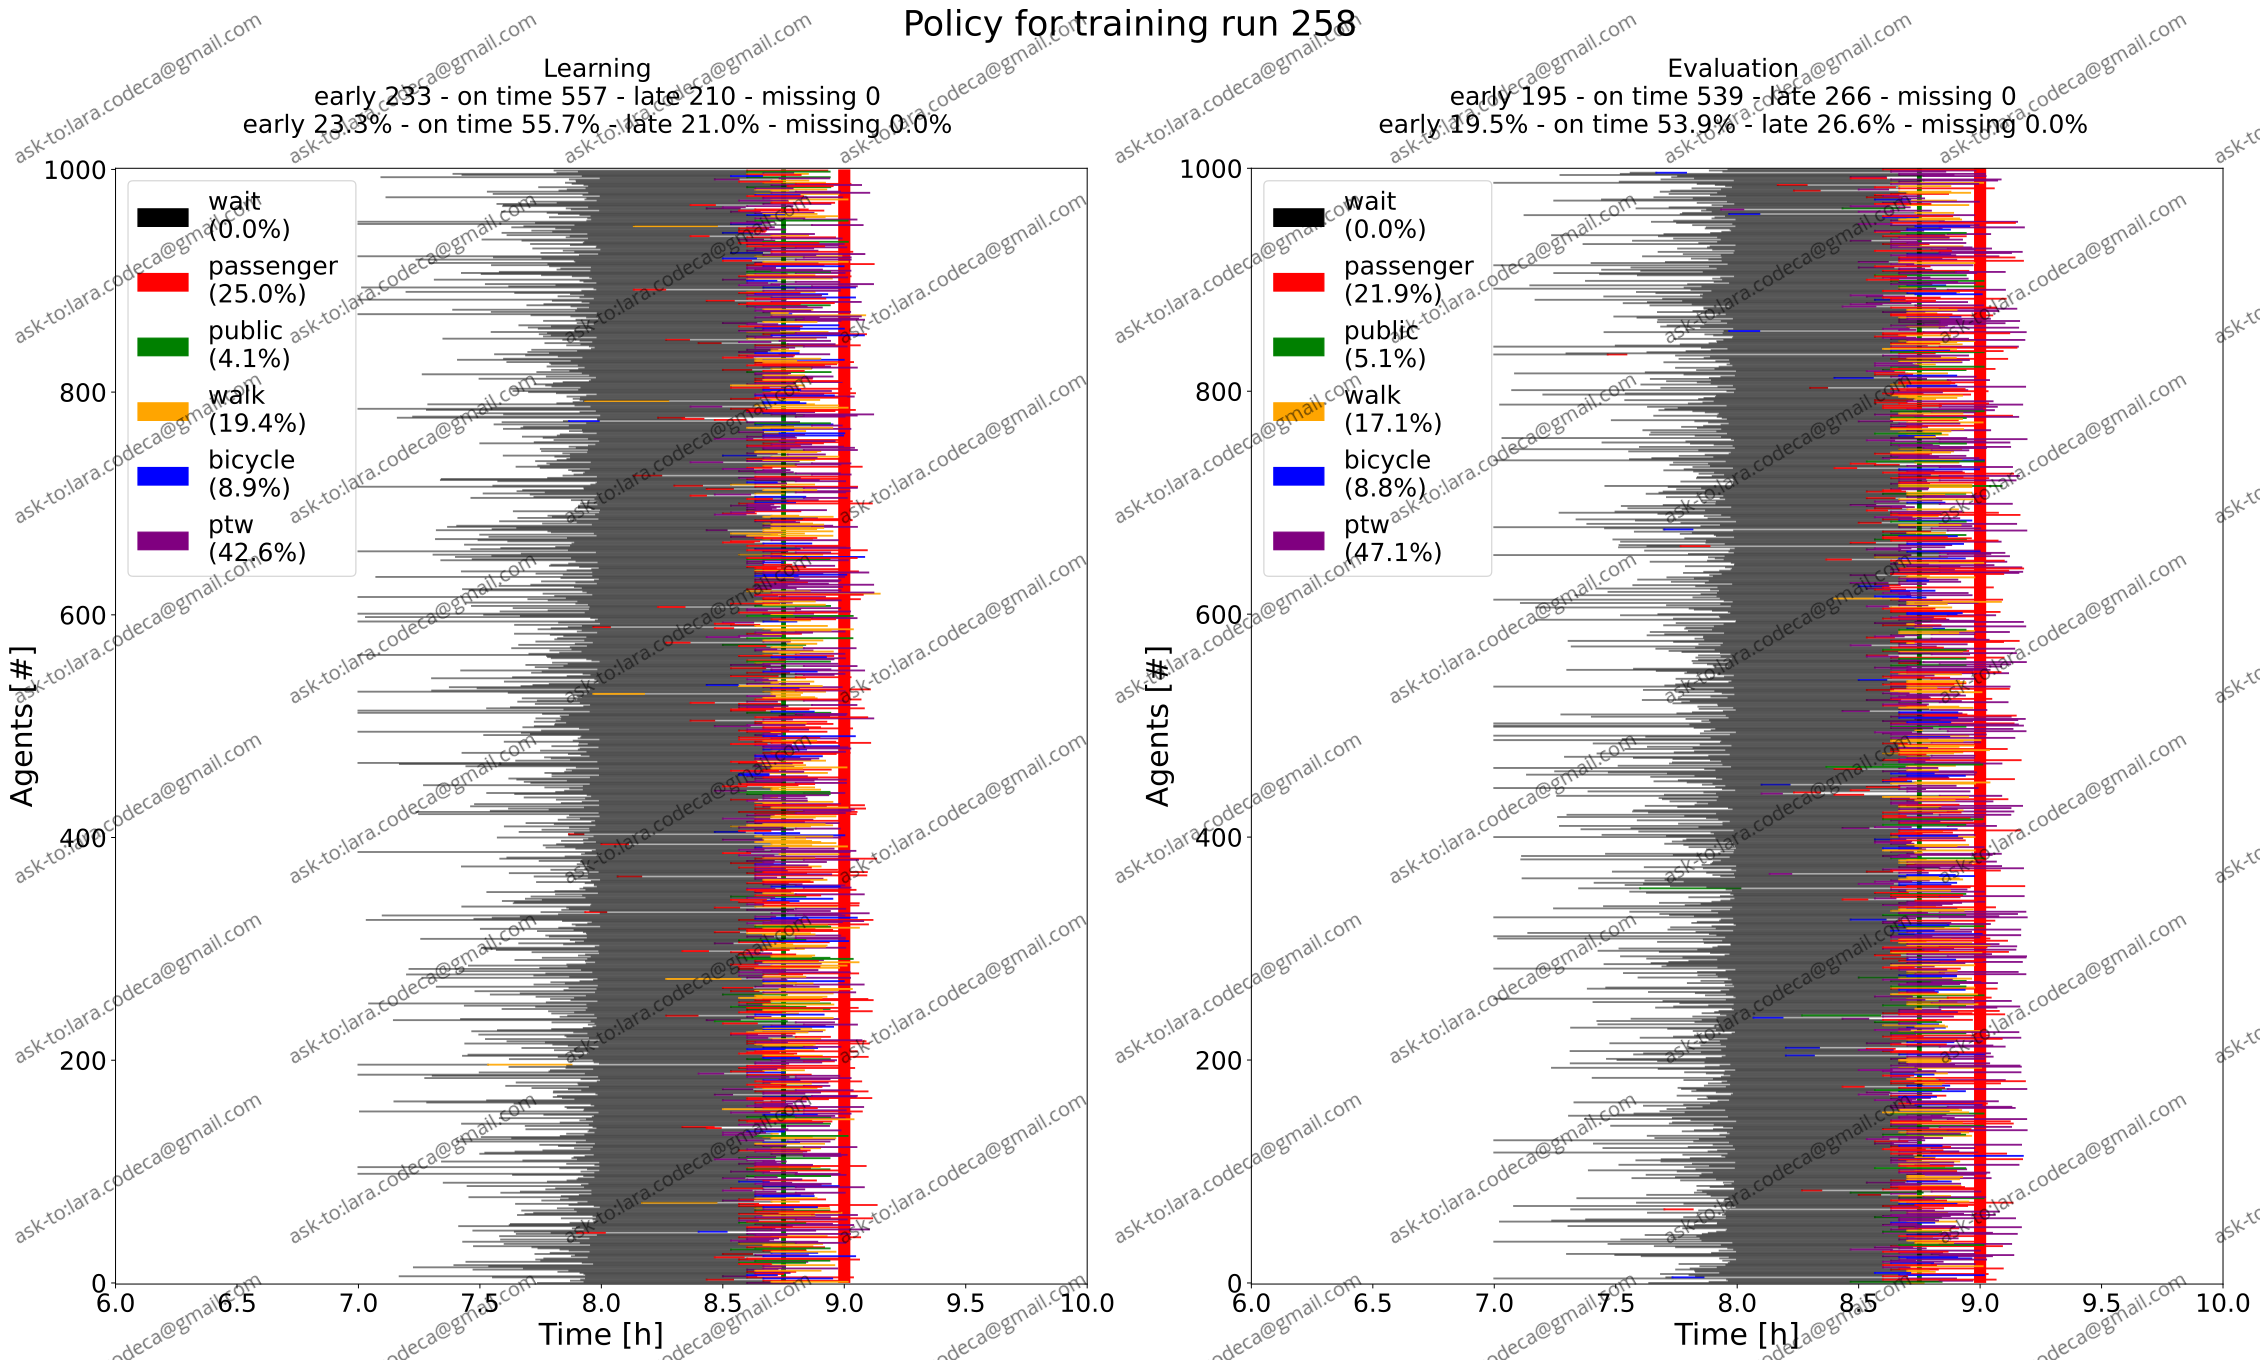 Policy for training run 258
Learning
early 233 - on time 557 - late 210 - missing 0
early 23.3% - on time 55.7% - late 21.0% - missing 0.0%
1000
800
600
400
200
0
Agents [#]
wait
(0.0%)
passenger
(25.0%)
public
(4.1%)
walk
(19.4%)
bicycle
(8.9%)
ptw
(42.6%)
6.0 6.5 7.0 7.5 8.0 8.5 9.0 9.5 10.0
Time [h]
Evaluation
early 195 - on time 539 - late 266 - missing 0
early 19.5% - on time 53.9% - late 26.6% - missing 0.0%
1000
800
600
400
200
0
Agents [#]
wait
(0.0%)
passenger
(21.9%)
public
(5.1%)
walk
(17.1%)
bicycle
(8.8%)
ptw
(47.1%)
6.0 6.5 7.0 7.5 8.0 8.5 9.0 9.5 10.0
Time [h]
ask-to:lara.codeca@gmail.com